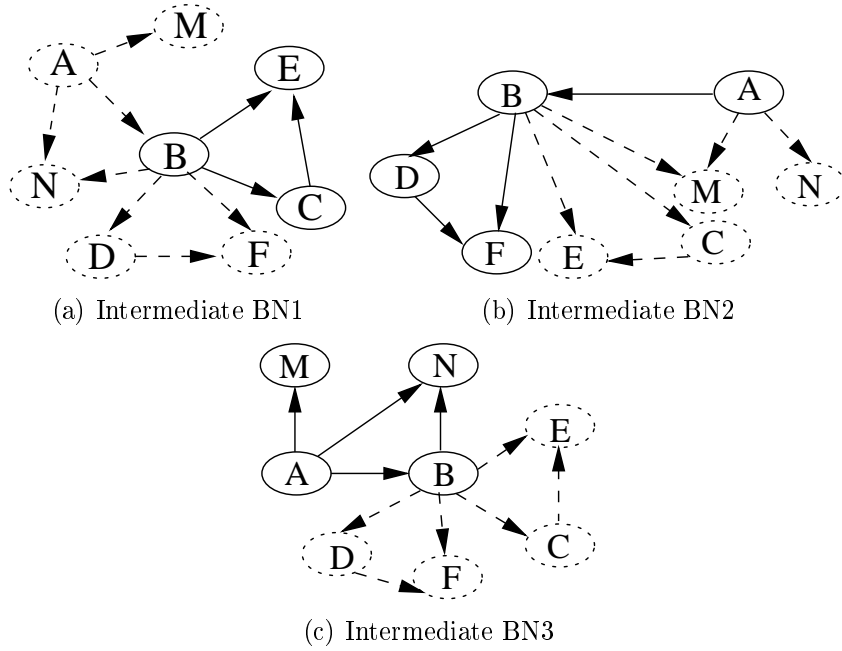 M
A
E
B
N
C
D
F
(a) Intermediate BN1
B
A
D
M
N
F
E
C
(b) Intermediate BN2
M
N
E
A
B
D
F
C
(c) Intermediate BN3